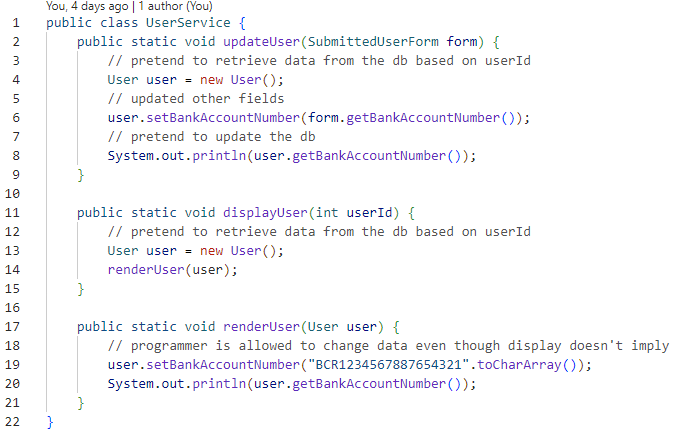 You, 4 days ago | 1 author (You)
1 public class UserService {
2 public static void updateUser(SubmittedUserForm form) {
3 // pretend to retrieve data from the db based on userId
4 User user = new User();
5 // updated other fields
6 user.setBankAccountNumber(form.getBankAccountNumber());
7 // pretend to update the db
8 System.out.println(user.getBankAccountNumber());
9 }
10
11 public static void displayUser(int userId) {
12 // pretend to retrieve data from the db based on userId
13 User user = new User();
14 renderUser(user);
15 }
16
17 public static void renderUser(User user) {
18 // programmer is allowed to change data even though display doesn't imply
19 user.setBankAccountNumber("BCR1234567887654321".toCharArray());
20 System.out.println(user.getBankAccountNumber());
21 }
22 }